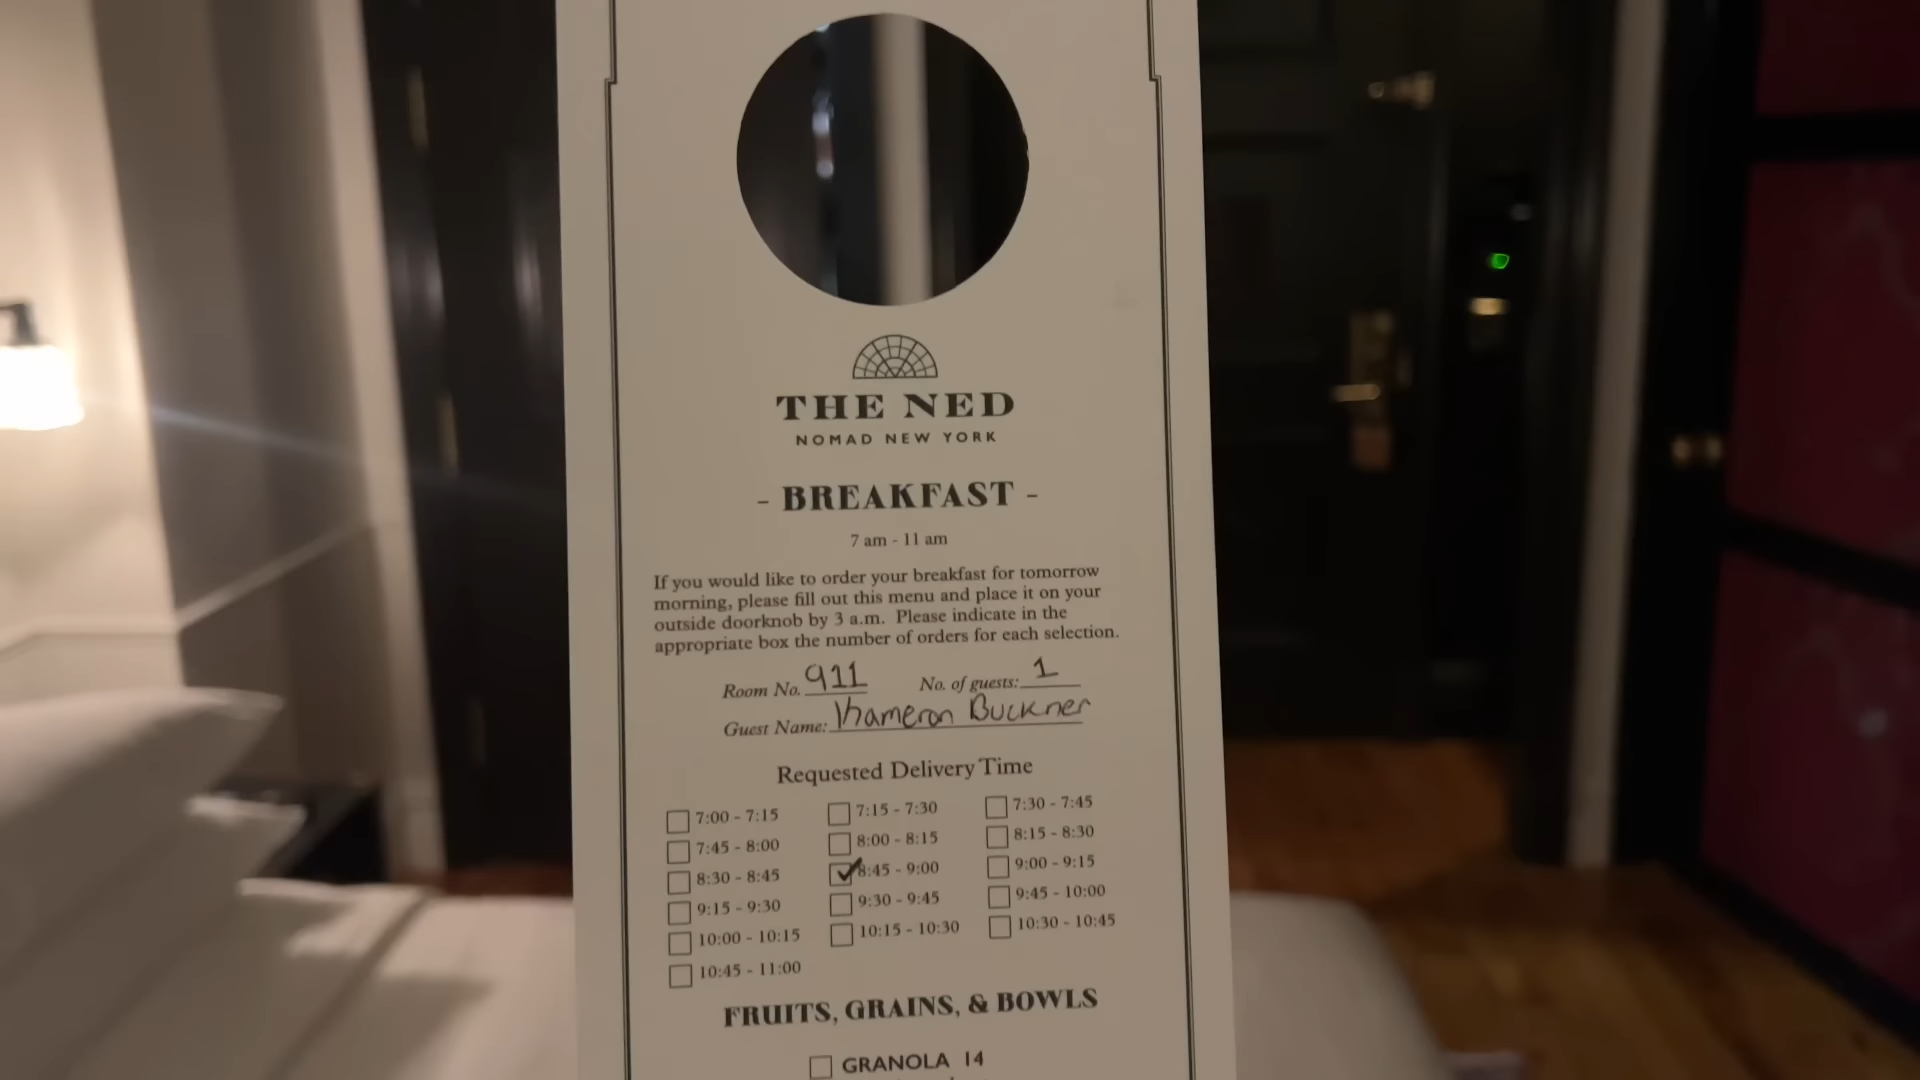 THE NED
NOMAD NEW YORK
- BREAKFAST -
7 am - 11 am
If you would like to order your breakfast for tomorrow
morning, please fill out this menu and place it on your
outside doorknob by 3 a.m. Please indicate in the
appropriate box the number of orders for each selection.
Room No. 911 No. of guests: 1
Guest Name: Khameron Buckner
Requested Delivery Time
7:00 - 7:15 7:15 - 7:30 7:30 - 7:45
7:45 - 8:00 8:00 - 8:15 8:15 - 8:30
8:30 - 8:45 8:45 - 9:00 9:00 - 9:15
9:15 - 9:30 9:30 - 9:45 9:45 - 10:00
10:00 - 10:15 10:15 - 10:30 10:30 - 10:45
10:45 - 11:00
FRUITS, GRAINS, & BOWLS
GRANOLA 14